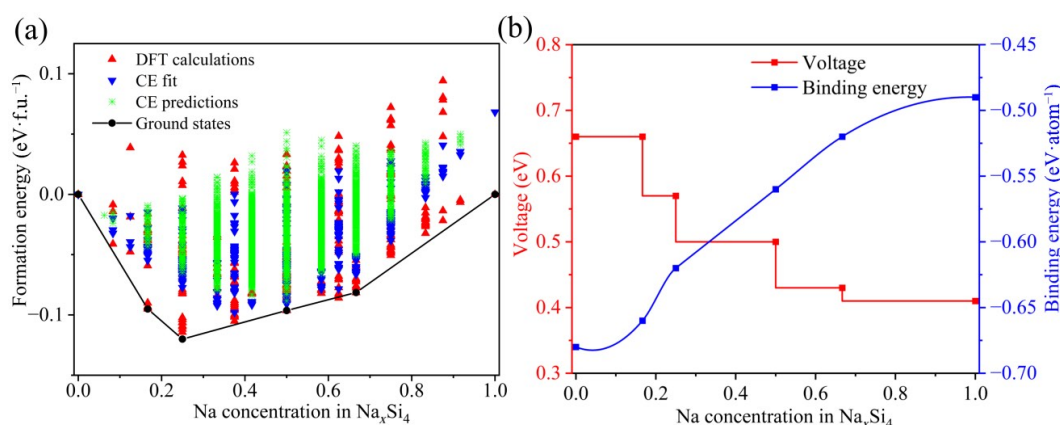 (a)
DFT calculations
CE fit
CE predictions
Ground states
Formation energy (eV·f.u.⁻¹)
0.1
0.0
−0.1
0.0 0.2 0.4 0.6 0.8 1.0
Na concentration in NaₓSi₄
(b)
Voltage
Binding energy
Voltage (eV)
0.8
0.7
0.6
0.5
0.4
0.3
0.0 0.2 0.4 0.6 0.8 1.0
Na concentration in NaₓSi₄
−0.45
−0.50
−0.55
−0.60
−0.65
−0.70
Binding energy (eV·atom⁻¹)